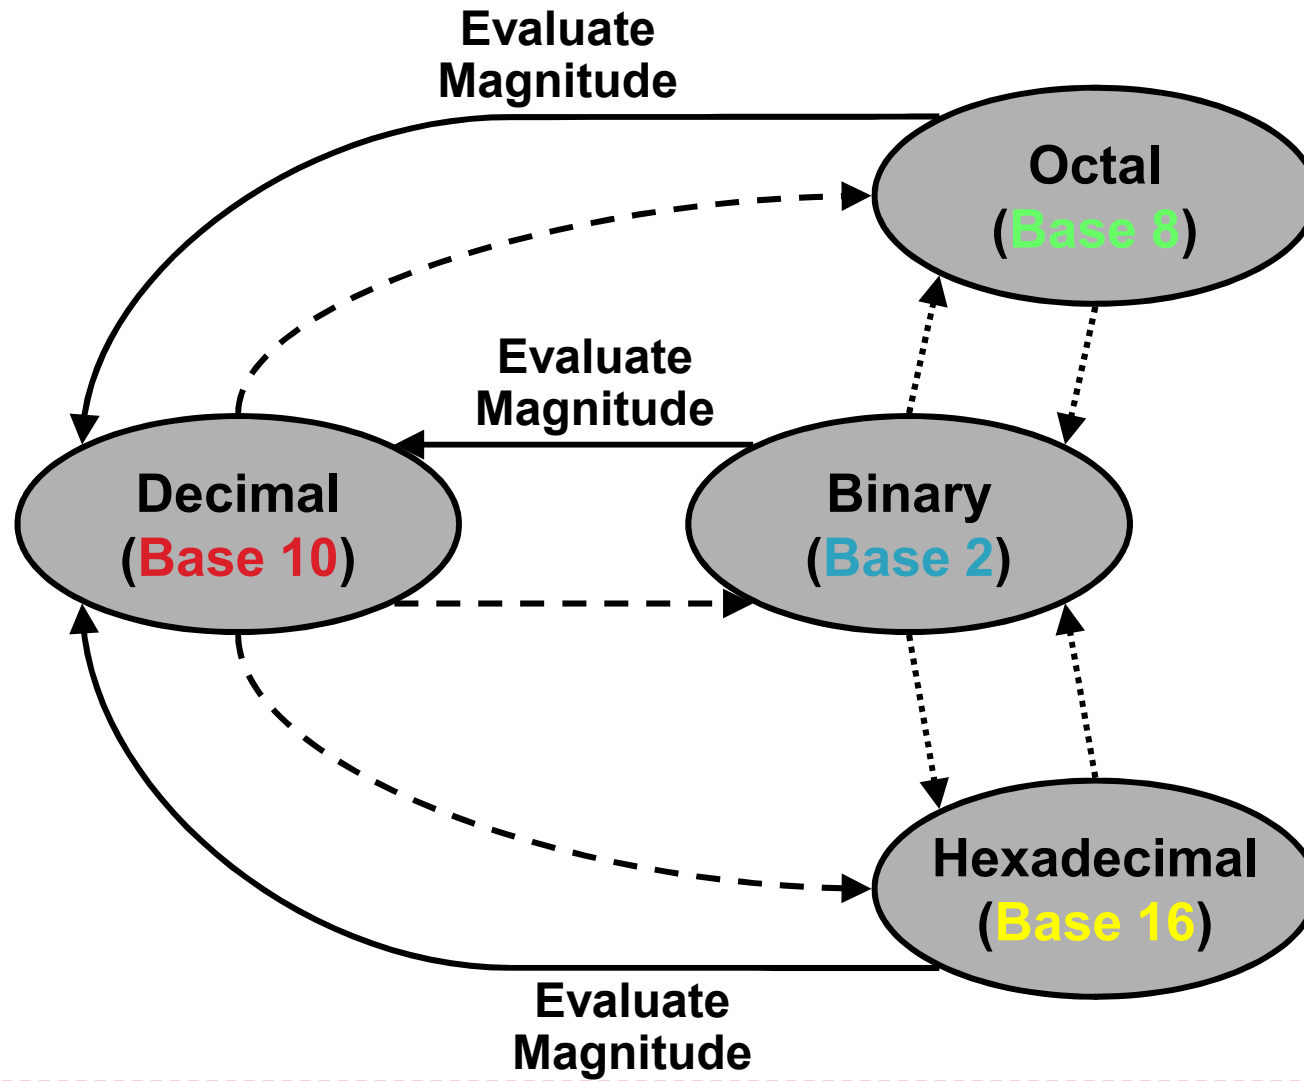 Evaluate
Magnitude
Octal
(Base 8)
Evaluate
Magnitude
Decimal
(Base 10)
Binary
(Base 2)
Hexadecimal
(Base 16)
Evaluate
Magnitude